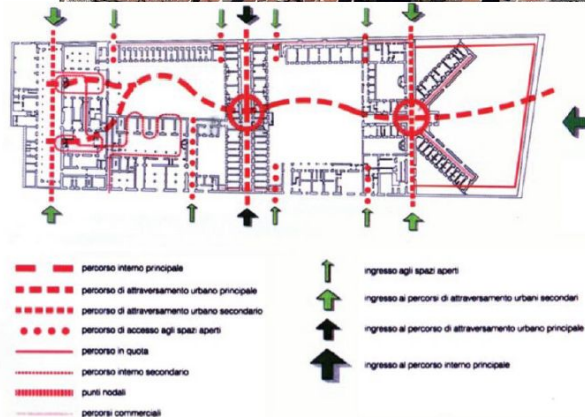 percorso interno principale
percorso di attraversamento urbano principale
percorso di attraversamento urbano secondario
percorso di accesso agli spazi aperti
percorso in quota
percorso interno secondario
punti nodali
percorsi commerciali
ingresso agli spazi aperti
ingresso ai percorsi di attraversamento urbani secondari
ingresso al percorso di attraversamento urbano principale
ingresso al percorso interno principale